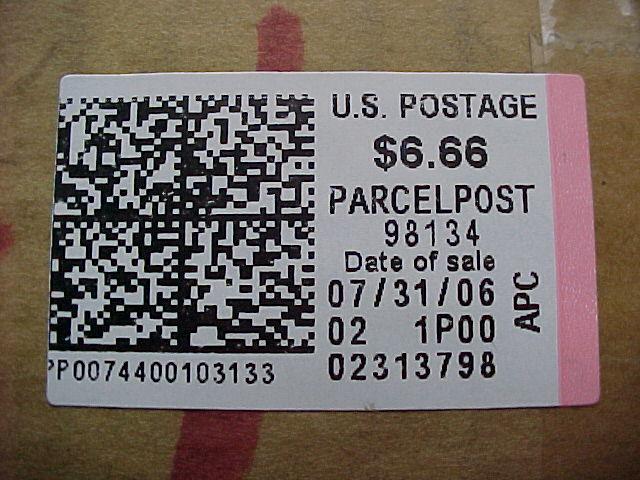 U.S. POSTAGE
$6.66
PARCELPOST
98134
Date of sale
07/31/06
02 1P00
02313798
APC
PP0074400103133